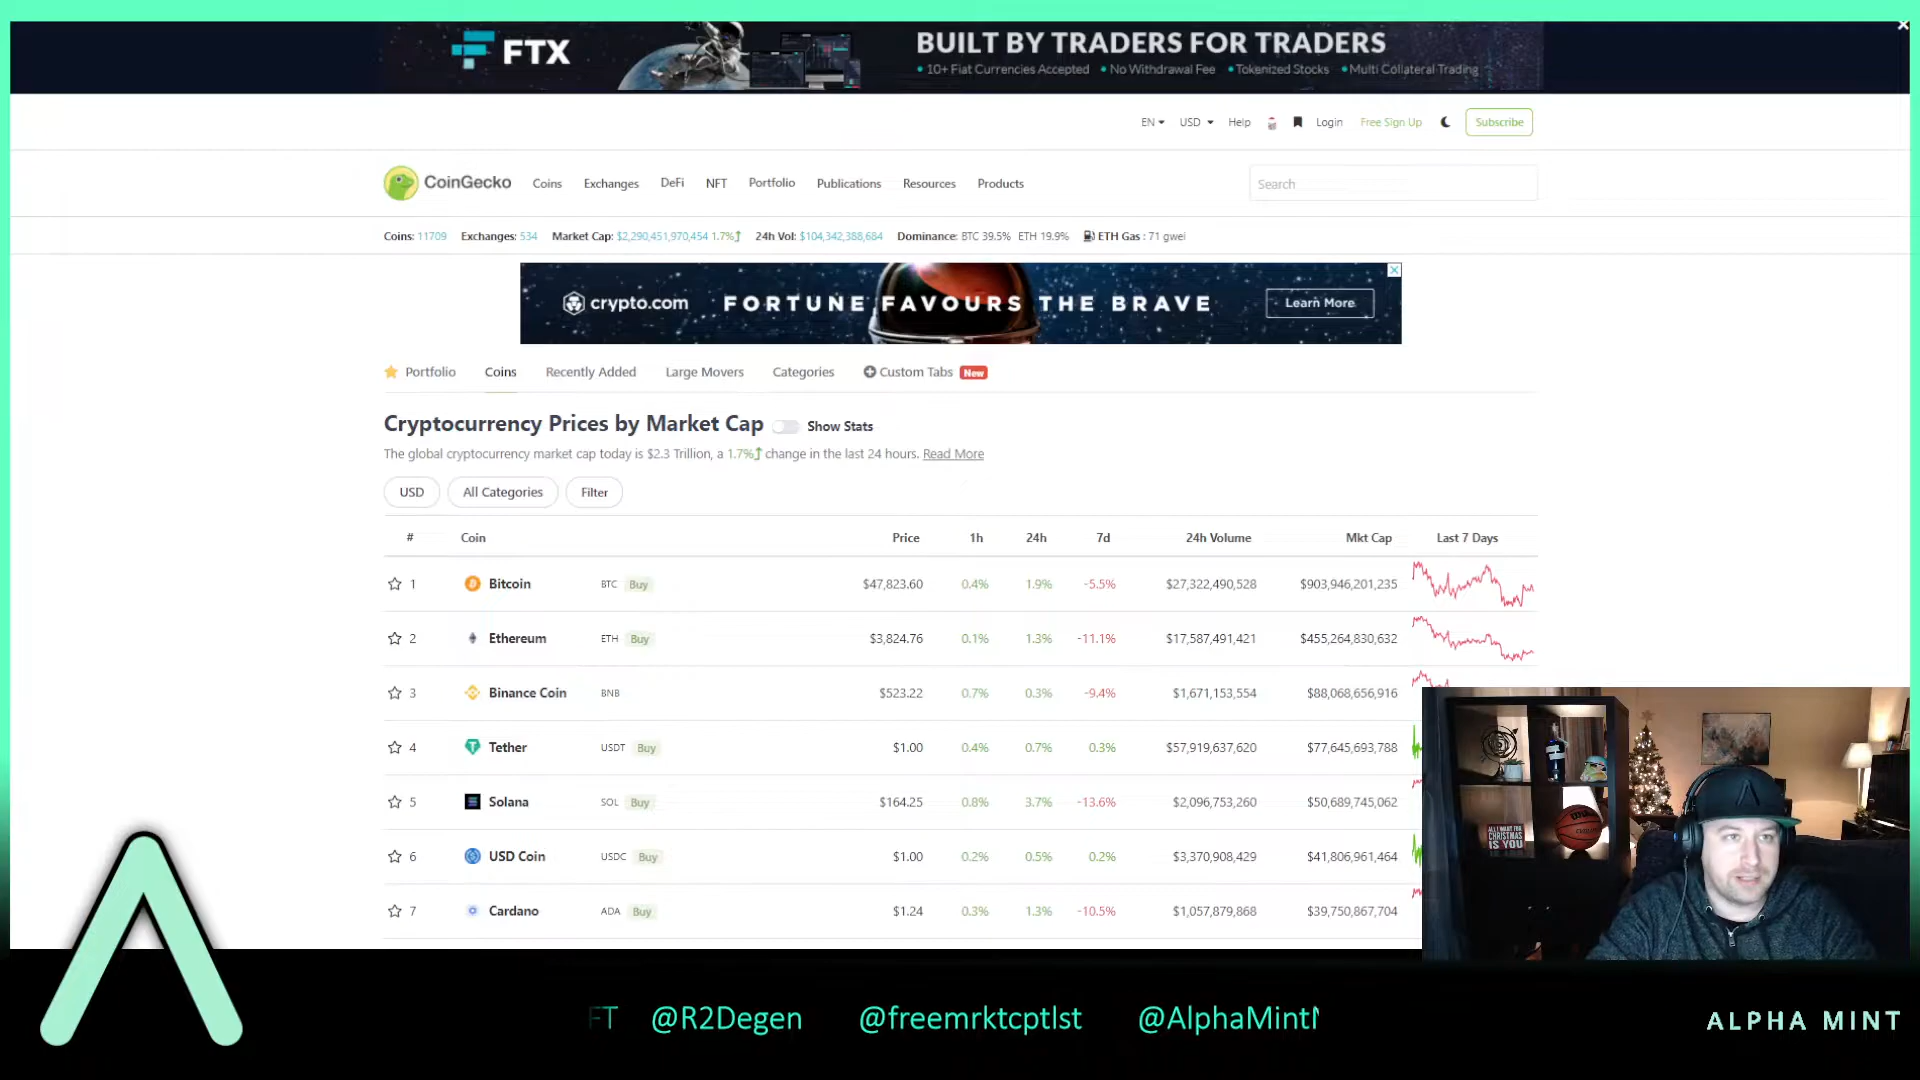 FTX
BUILT BY TRADERS FOR TRADERS
• 10+ Fiat Currencies Accepted • No Withdrawal Fee • Tokenized Stocks • Multi Collateral Trading
EN USD Help Login Free Sign Up Subscribe
CoinGecko Coins Exchanges DeFi NFT Portfolio Publications Resources Products Search
Coins: 11709 Exchanges: 534 Market Cap: $2,290,451,970,454 1.7% 24h Vol: $104,342,388,684 Dominance: BTC 39.5% ETH 19.9% ETH Gas : 71 gwei
crypto.com FORTUNE FAVOURS THE BRAVE Learn More
Portfolio Coins Recently Added Large Movers Categories Custom Tabs New
Cryptocurrency Prices by Market Cap Show Stats
The global cryptocurrency market cap today is $2.3 Trillion, a 1.7% change in the last 24 hours. Read More
USD All Categories Filter
# Coin Price 1h 24h 7d 24h Volume Mkt Cap Last 7 Days
1 Bitcoin BTC Buy $47,823.60 0.4% 1.9% -5.5% $27,322,490,528 $903,946,201,235
2 Ethereum ETH Buy $3,824.76 0.1% 1.3% -11.1% $17,587,491,421 $455,264,830,632
3 Binance Coin BNB $523.22 0.7% 0.3% -9.4% $1,671,153,554 $88,068,656,916
4 Tether USDT Buy $1.00 0.4% 0.7% 0.3% $57,919,637,620 $77,645,693,788
5 Solana SOL Buy $164.25 0.8% 3.7% -13.6% $2,096,753,260 $50,689,745,062
6 USD Coin USDC Buy $1.00 0.2% 0.5% 0.2% $3,370,908,429 $41,806,961,464
7 Cardano ADA Buy $1.24 0.3% 1.3% -10.5% $1,057,879,868 $39,750,867,704
ALL I WANT FOR
CHRISTMAS
IS YOU
FT @R2Degen @freemrktcptlst @AlphaMint
ALPHA MINT